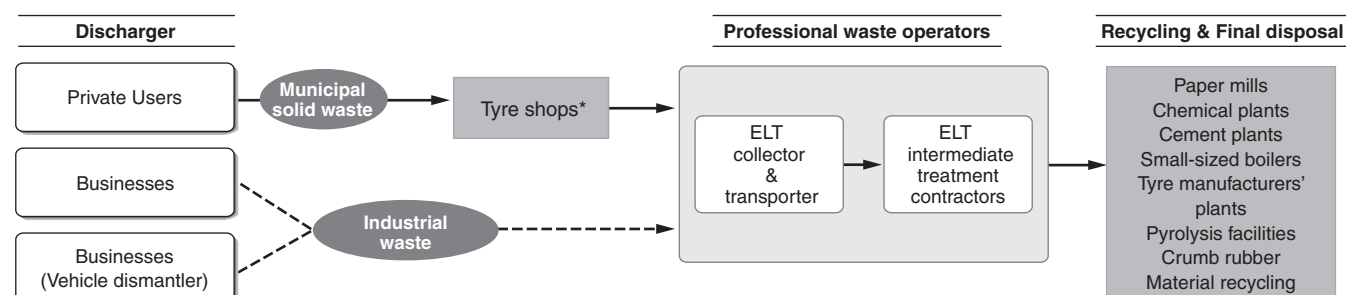 Discharger
Professional waste operators
Recycling & Final disposal
Private Users
Municipal
solid waste
Tyre shops*
Businesses
Industrial
waste
Businesses
(Vehicle dismantler)
ELT
collector
&
transporter
ELT
intermediate
treatment
contractors
Paper mills
Chemical plants
Cement plants
Small-sized boilers
Tyre manufacturers'
plants
Pyrolysis facilities
Crumb rubber
Material recycling